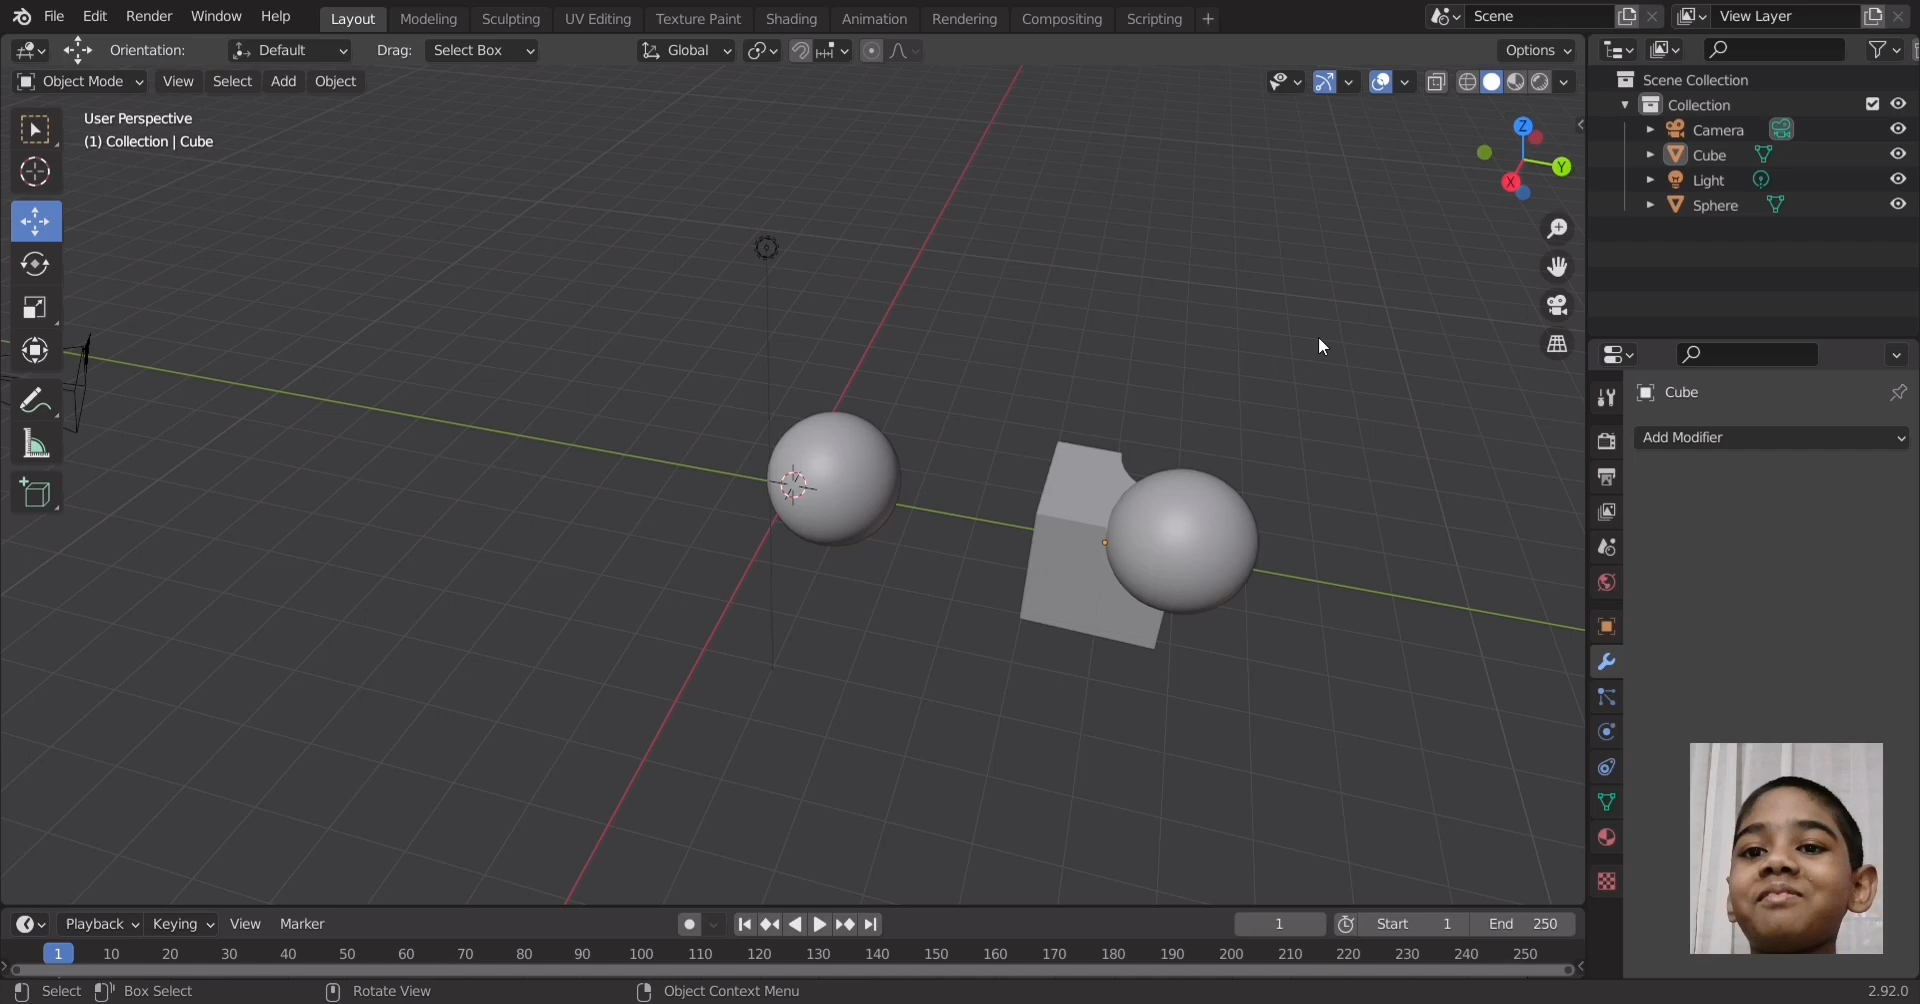 File Edit Render Window Help Layout Modeling Sculpting UV Editing Texture Paint Shading Animation Rendering Compositing Scripting + Scene View Layer
Orientation: Default Drag: Select Box Global Options
Object Mode View Select Add Object
User Perspective
(1) Collection | Cube
Z
Y
X
Scene Collection
Collection
Camera
Cube
Light
Sphere
Cube
Add Modifier
Playback Keying View Marker 1 Start 1 End 250
1 10 20 30 40 50 60 70 80 90 100 110 120 130 140 150 160 170 180 190 200 210 220 230 240 250
Select Box Select Rotate View Object Context Menu 2.92.0